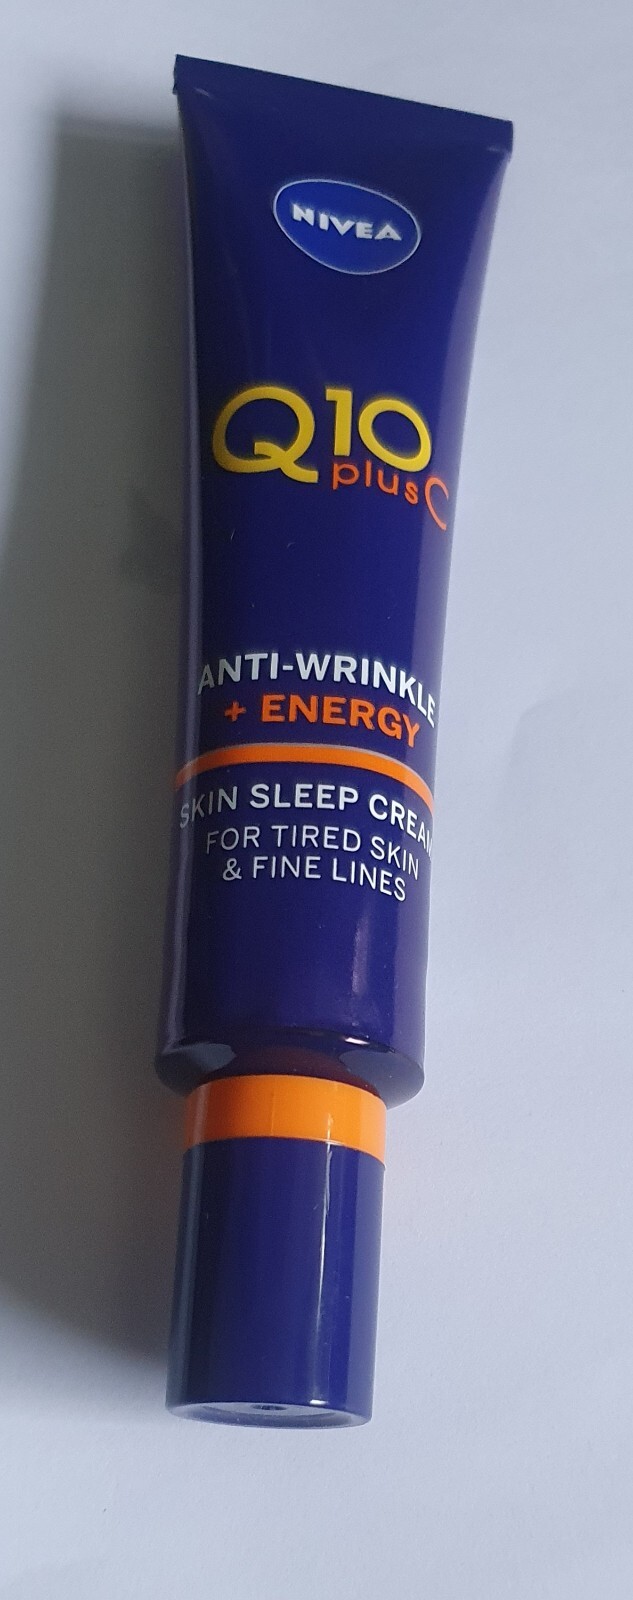 NIVEA
Q10
plus C
ANTI-WRINKLE
+ ENERGY
SKIN SLEEP CREAM
FOR TIRED SKIN
& FINE LINES